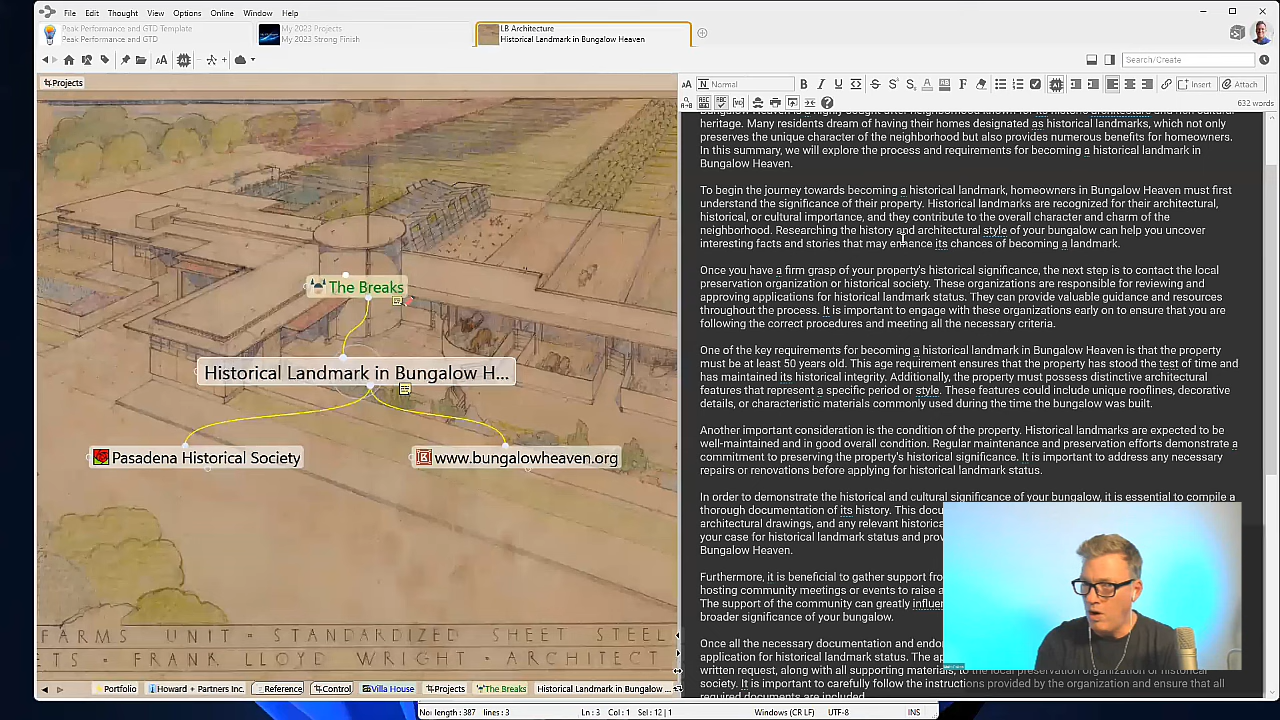 File Edit Thought View Options Online Window Help
Peak Performance and GTD Template
Peak Performance and GTD
My 2023 Projects
My 2023 Strong Finish
LB Architecture
Historical Landmark in Bungalow Heaven
Search/Create
Normal
Insert
Attach
632 words
Projects
The Breaks
Historical Landmark in Bungalow H...
Pasadena Historical Society
www.bungalowheaven.org
FARMS UNIT - STANDARDIZED SHEET STEEL
ETS - FRANK LLOYD WRIGHT - ARCHITECT
heritage. Many residents dream of having their homes designated as historical landmarks, which not only
preserves the unique character of the neighborhood but also provides numerous benefits for homeowners.
In this summary, we will explore the process and requirements for becoming a historical landmark in
Bungalow Heaven.
To begin the journey towards becoming a historical landmark, homeowners in Bungalow Heaven must first
understand the significance of their property. Historical landmarks are recognized for their architectural,
historical, or cultural importance, and they contribute to the overall character and charm of the
neighborhood. Researching the history and architectural style of your bungalow can help you uncover
interesting facts and stories that may enhance its chances of becoming a landmark.
Once you have a firm grasp of your property's historical significance, the next step is to contact the local
preservation organization or historical society. These organizations are responsible for reviewing and
approving applications for historical landmark status. They can provide valuable guidance and resources
throughout the process. It is important to engage with these organizations early on to ensure that you are
following the correct procedures and meeting all the necessary criteria.
One of the key requirements for becoming a historical landmark in Bungalow Heaven is that the property
must be at least 50 years old. This age requirement ensures that the property has stood the test of time and
has maintained its historical integrity. Additionally, the property must possess distinctive architectural
features that represent a specific period or style. These features could include unique rooflines, decorative
details, or characteristic materials commonly used during the time the bungalow was built.
Another important consideration is the condition of the property. Historical landmarks are expected to be
well-maintained and in good overall condition. Regular maintenance and preservation efforts demonstrate a
commitment to preserving the property's historical significance. It is important to address any necessary
repairs or renovations before applying for historical landmark status.
In order to demonstrate the historical and cultural significance of your bungalow, it is essential to compile a
thorough documentation of its history. This docu
architectural drawings, and any relevant historica
your case for historical landmark status and prov
Bungalow Heaven.
Furthermore, it is beneficial to gather support fro
hosting community meetings or events to raise a
The support of the community can greatly influen
broader significance of your bungalow.
Once all the necessary documentation and endo
application for historical landmark status. The ap
written request, along with all supporting materials, to the local preservation organization or historical
society. It is important to carefully follow the instructions provided by the organization and ensure that all
required documents are included.
Portfolio Howard + Partners Inc. Reference Control Villa House Projects The Breaks Historical Landmark in Bungalow ...
length : 387 lines : 3 Ln : 3 Col : 1 Sel : 12 | 1 Windows (CR LF) UTF-8 INS